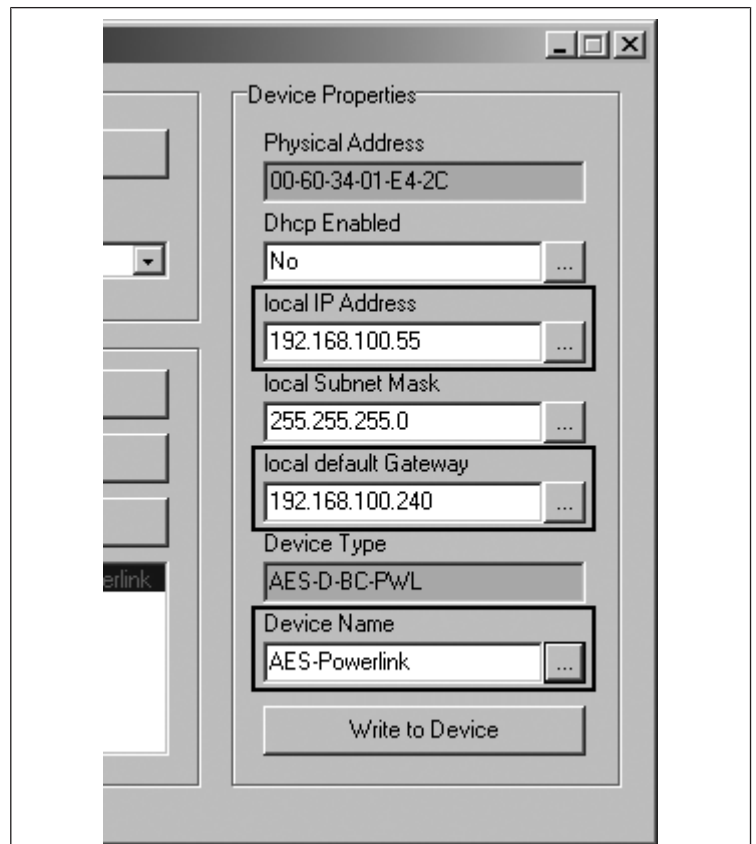 Device Properties
Physical Address
00-60-34-01-E4-2C
Dhcp Enabled
No
...
local IP Address
192.168.100.55
...
local Subnet Mask
255.255.255.0
...
local default Gateway
192.168.100.240
...
Device Type
AES-D-BC-PWL
erlink
Device Name
AES-Powerlink
...
Write to Device